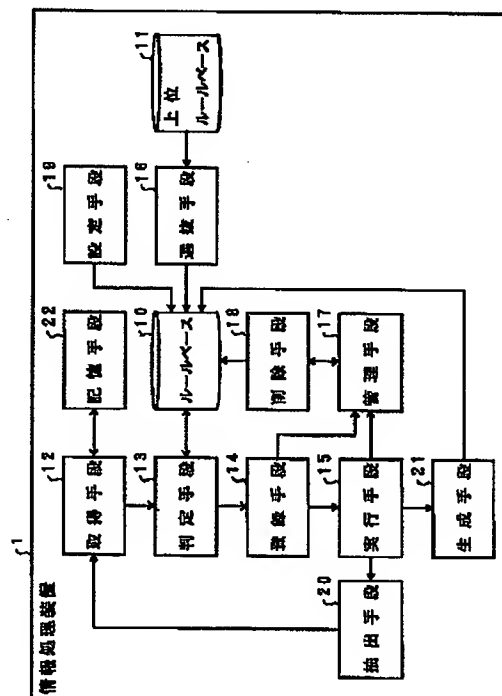 情報処理装置
1
取得手段
12
記憶手段
22
設定手段
19
判定手段
13
ルールベース
10
選抜手段
16
上位
ルールベース
11
登録手段
14
削除手段
18
抽出手段
20
実行手段
15
管理手段
17
生成手段
21